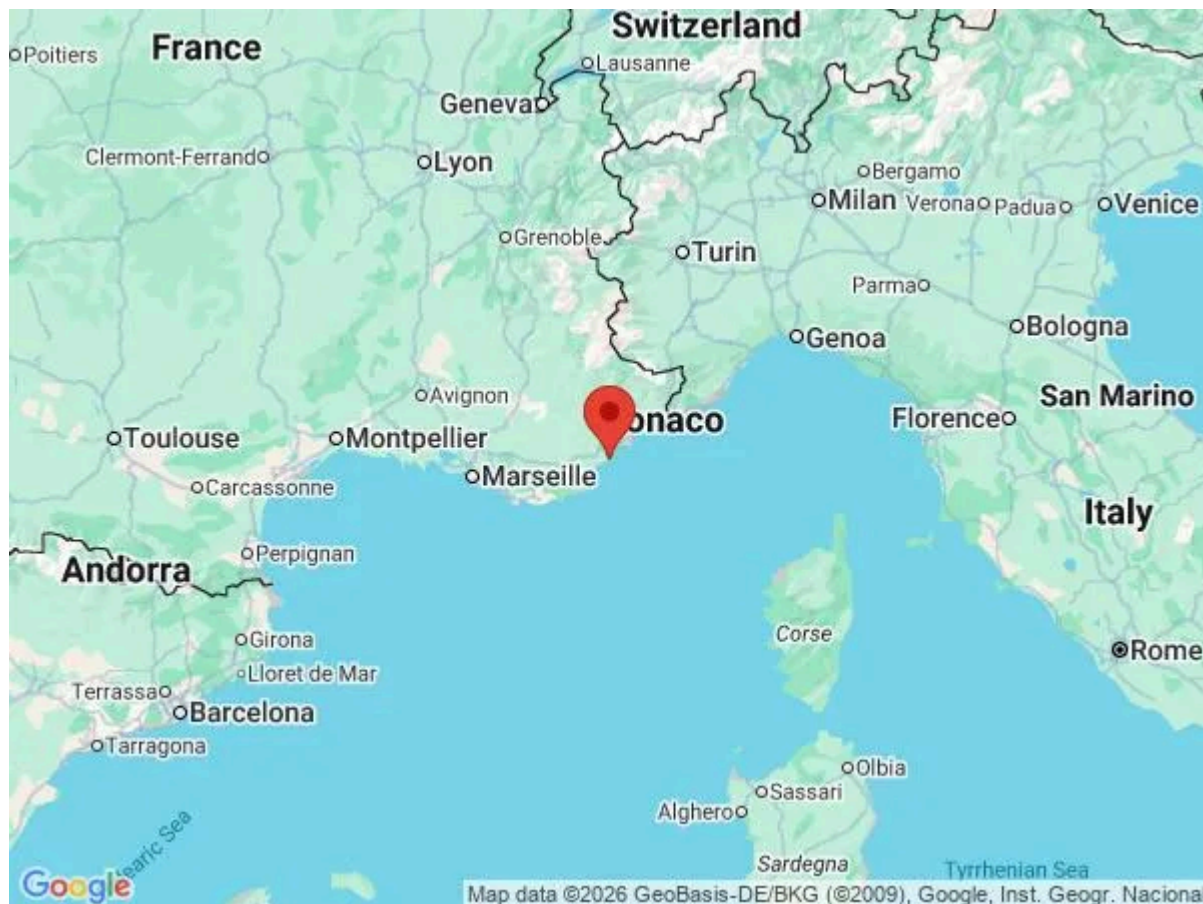 Switzerland
France
Poitiers
Lausanne
Geneva
Clermont-Ferrand
Lyon
Bergamo
Milan
Verona
Padua
Venice
Grenoble
Turin
Parma
Genoa
Bologna
Avignon
San Marino
onaco
Florence
Toulouse
Montpellier
Marseille
Carcassonne
Italy
Perpignan
Andorra
Corse
Girona
Rome
Lloret de Mar
Terrassa
Barcelona
Tarragona
Olbia
Sassari
Alghero
earic Sea
Sardegna
Tyrrhenian Sea
Google
Map data ©2026 GeoBasis-DE/BKG (©2009), Google, Inst. Geogr. Naciona